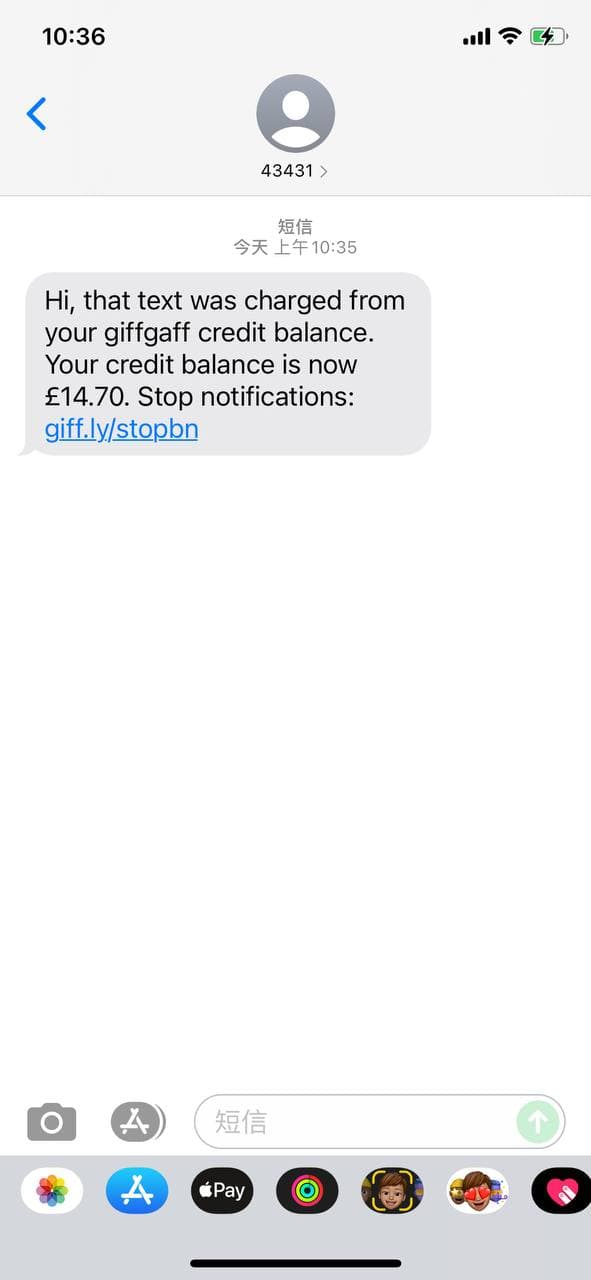 10:36
43431
短信
今天 上午10:35
Hi, that text was charged from
your giffgaff credit balance.
Your credit balance is now
£14.70. Stop notifications:
giff.ly/stopbn
短信
Pay